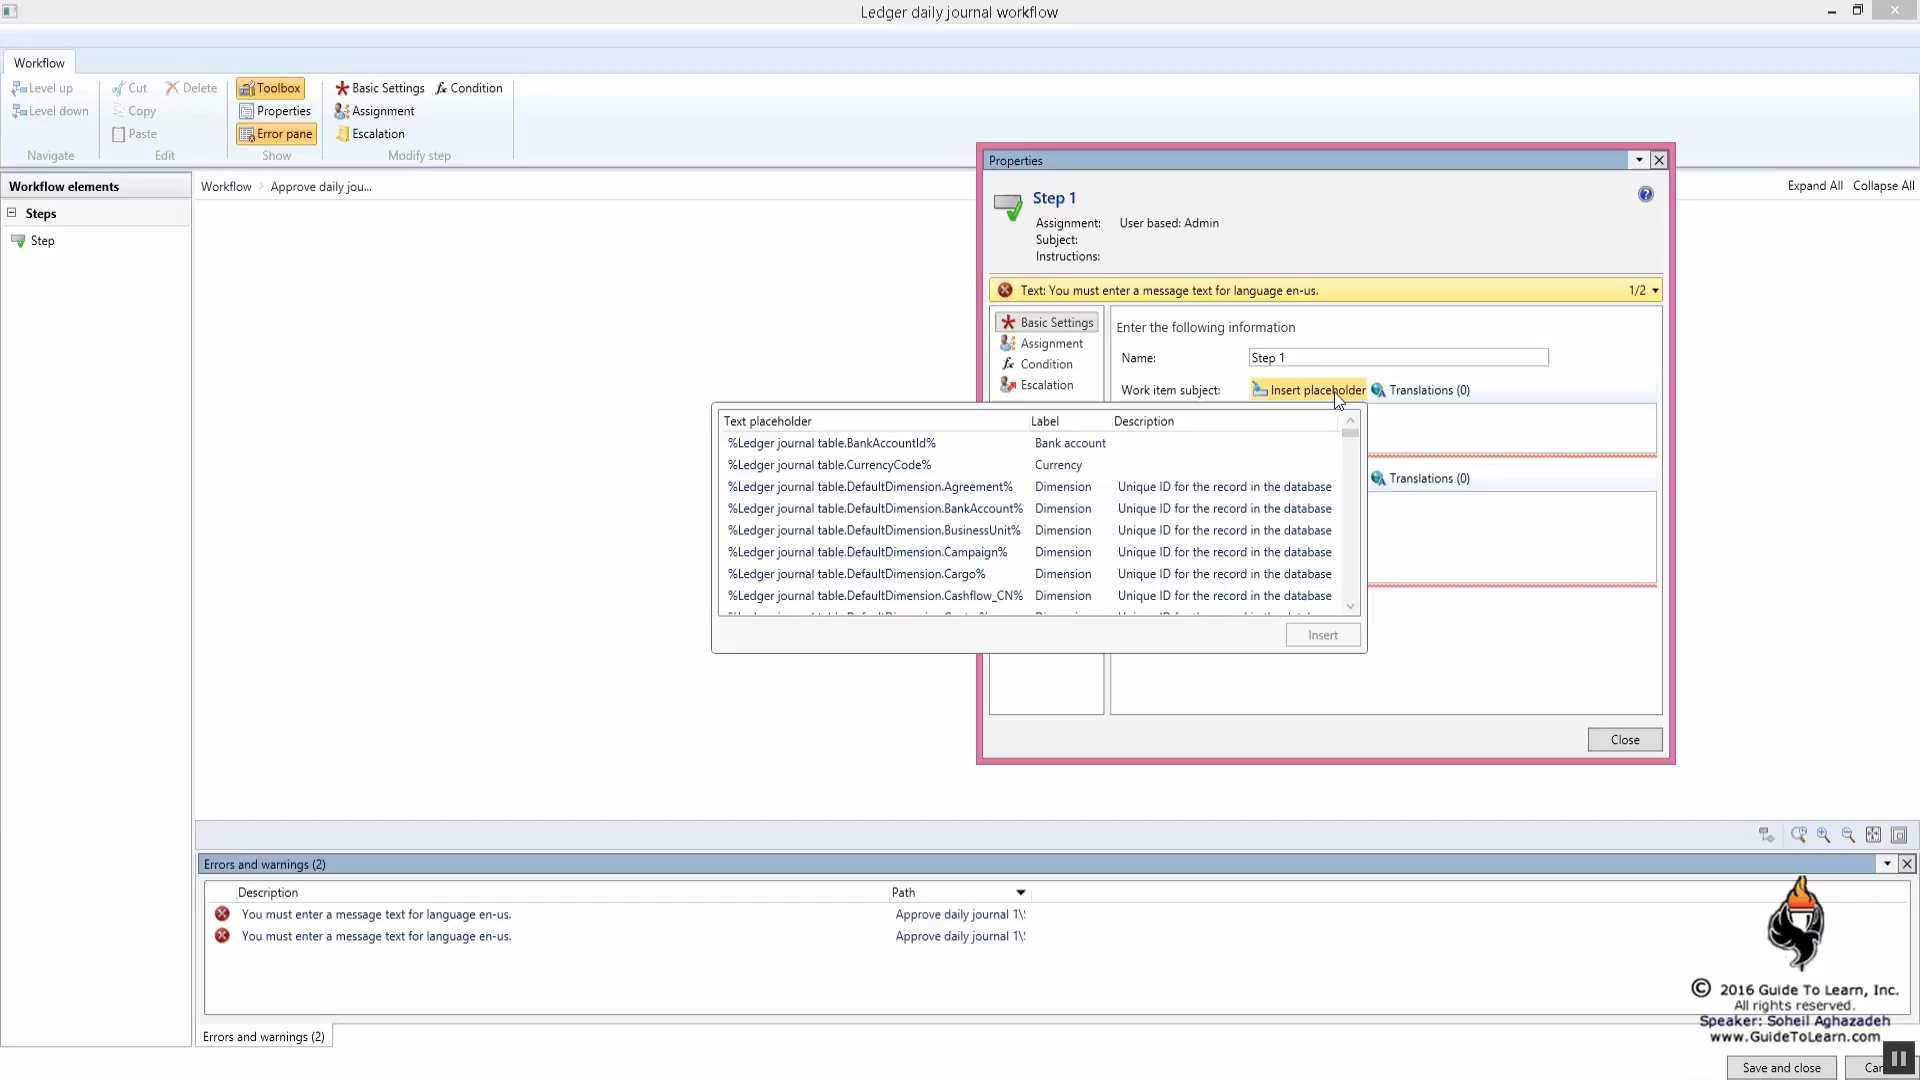 Ledger daily journal workflow
Workflow
Level up
Level down
Navigate
Cut
Delete
Copy
Paste
Edit
Toolbox
Properties
Error pane
Show
Basic Settings
Condition
Assignment
Escalation
Modify step
Workflow elements
Steps
Step
Workflow > Approve daily jou...
Expand All Collapse All
Properties
Step 1
Assignment: User based: Admin
Subject:
Instructions:
Text: You must enter a message text for language en-us. 1/2
Basic Settings
Assignment
Condition
Escalation
Enter the following information
Name: Step 1
Work item subject: Insert placeholder Translations (0)
Translations (0)
Text placeholder Label Description
%Ledger journal table.BankAccountId% Bank account
%Ledger journal table.CurrencyCode% Currency
%Ledger journal table.DefaultDimension.Agreement% Dimension Unique ID for the record in the database
%Ledger journal table.DefaultDimension.BankAccount% Dimension Unique ID for the record in the database
%Ledger journal table.DefaultDimension.BusinessUnit% Dimension Unique ID for the record in the database
%Ledger journal table.DefaultDimension.Campaign% Dimension Unique ID for the record in the database
%Ledger journal table.DefaultDimension.Cargo% Dimension Unique ID for the record in the database
%Ledger journal table.DefaultDimension.Cashflow_CN% Dimension Unique ID for the record in the database
Insert
Close
Errors and warnings (2)
Description Path
You must enter a message text for language en-us. Approve daily journal 1\
You must enter a message text for language en-us. Approve daily journal 1\
Errors and warnings (2)
© 2016 Guide To Learn, Inc.
All rights reserved.
Speaker: Soheil Aghazadeh
www.GuideToLearn.com
Save and close